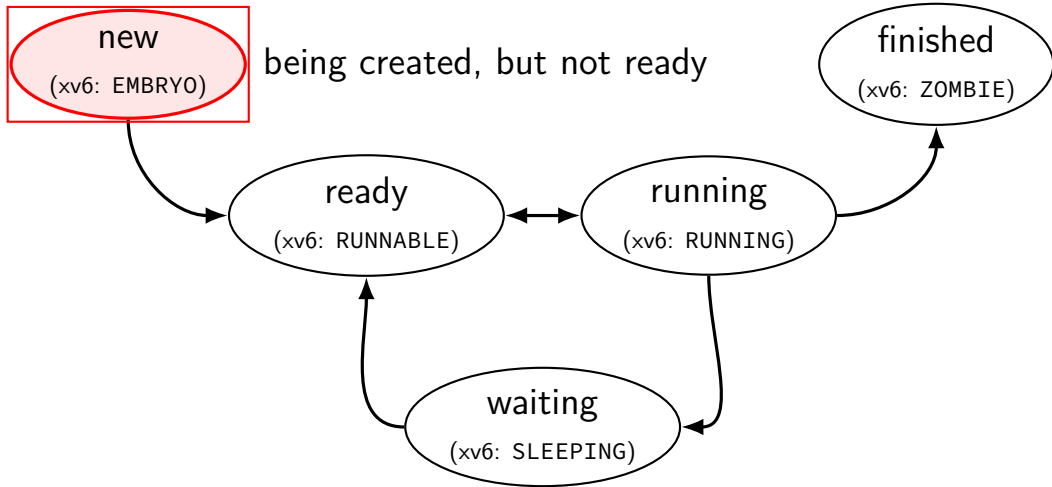 new
(xv6: EMBRYO)
being created, but not ready
finished
(xv6: ZOMBIE)
ready
(xv6: RUNNABLE)
running
(xv6: RUNNING)
waiting
(xv6: SLEEPING)